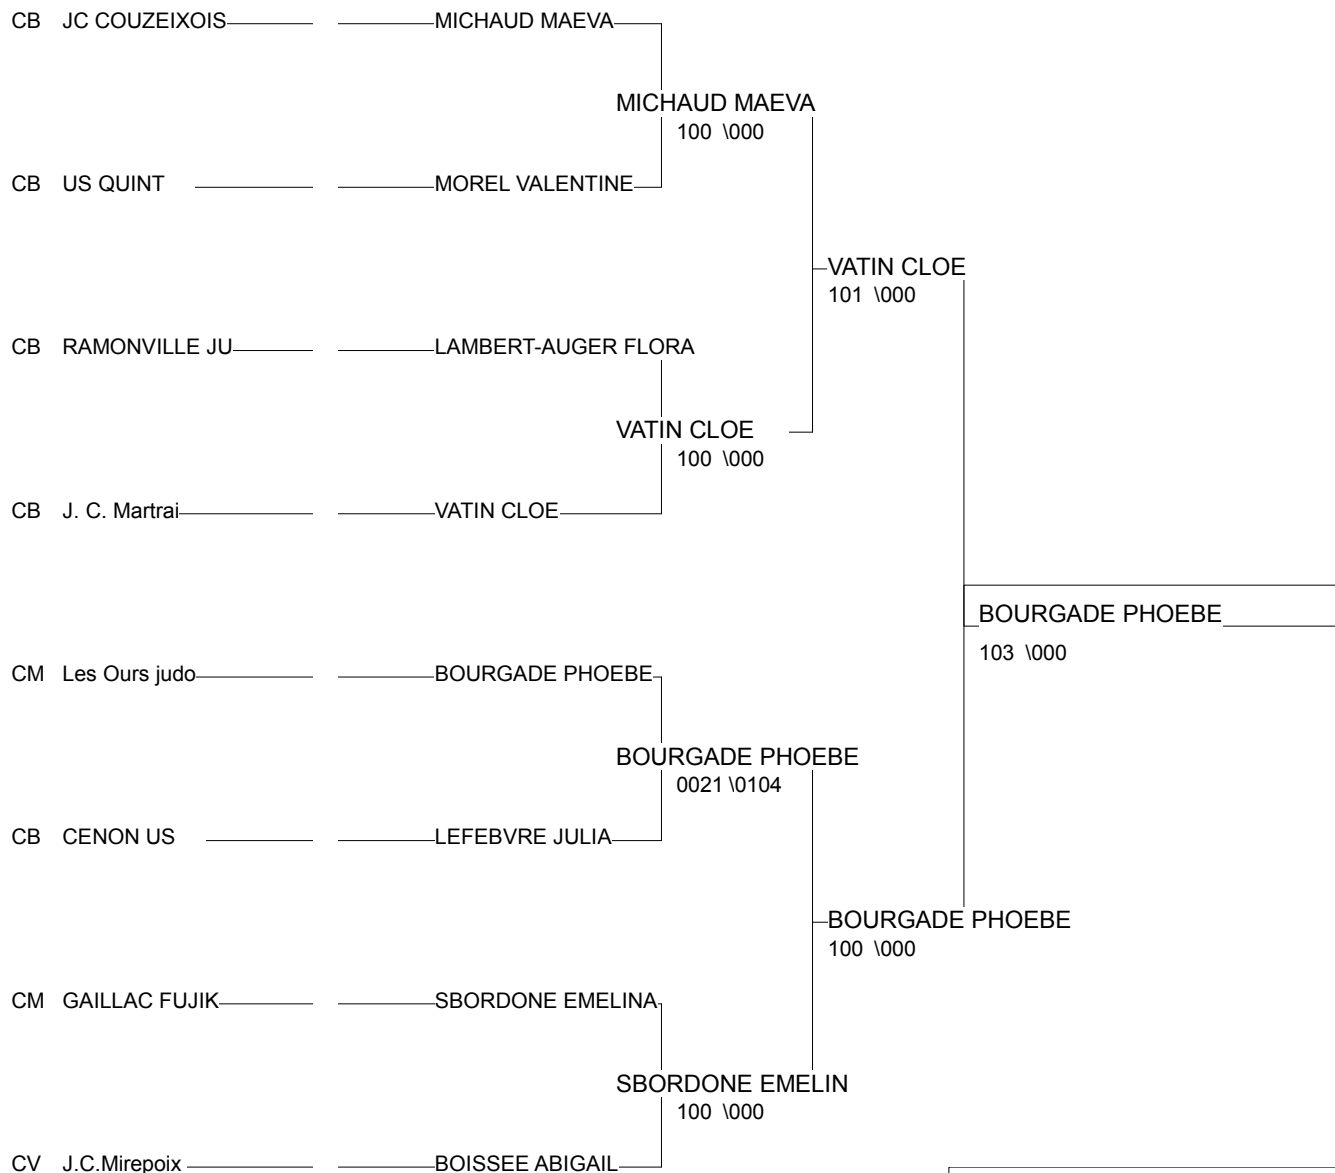 CB JC COUZEIXOIS MICHAUD MAEVA
MICHAUD MAEVA
100 \000
CB US QUINT MOREL VALENTINE
VATIN CLOE
101 \000
CB RAMONVILLE JU LAMBERT-AUGER FLORA
VATIN CLOE
100 \000
CB J. C. Martrai VATIN CLOE
BOURGADE PHOEBE
103 \000
CM Les Ours judo BOURGADE PHOEBE
BOURGADE PHOEBE
0021 \0104
CB CENON US LEFEBVRE JULIA
BOURGADE PHOEBE
100 \000
CM GAILLAC FUJIK SBORDONE EMELINA
SBORDONE EMELIN
100 \000
CV J.C.Mirepoix BOISSEE ABIGAIL